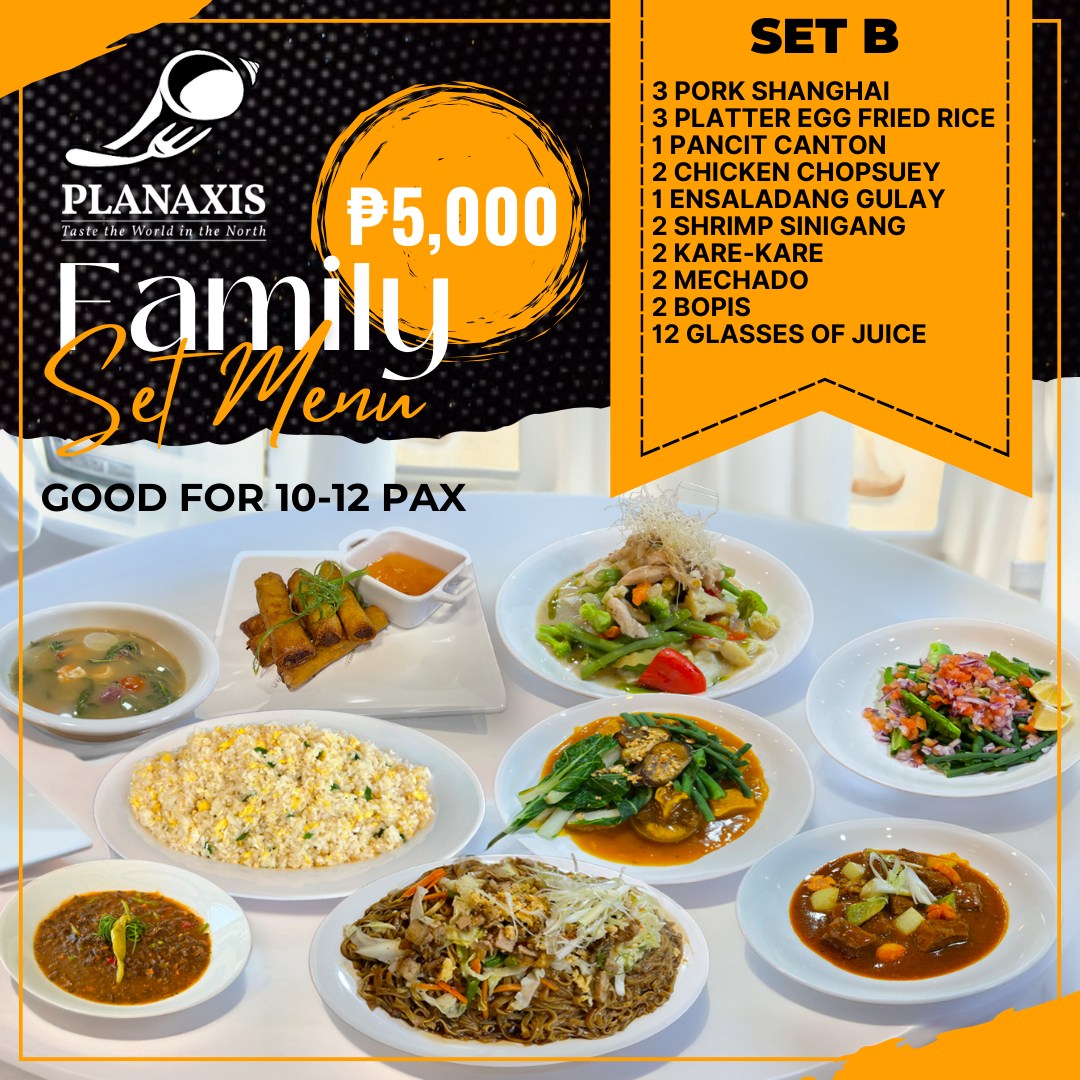 PLANAXIS
Taste the World in the North
₱5,000
Family
Set Menu
GOOD FOR 10-12 PAX
SET B
3 PORK SHANGHAI
3 PLATTER EGG FRIED RICE
1 PANCIT CANTON
2 CHICKEN CHOPSUEY
1 ENSALADANG GULAY
2 SHRIMP SINIGANG
2 KARE-KARE
2 MECHADO
2 BOPIS
12 GLASSES OF JUICE